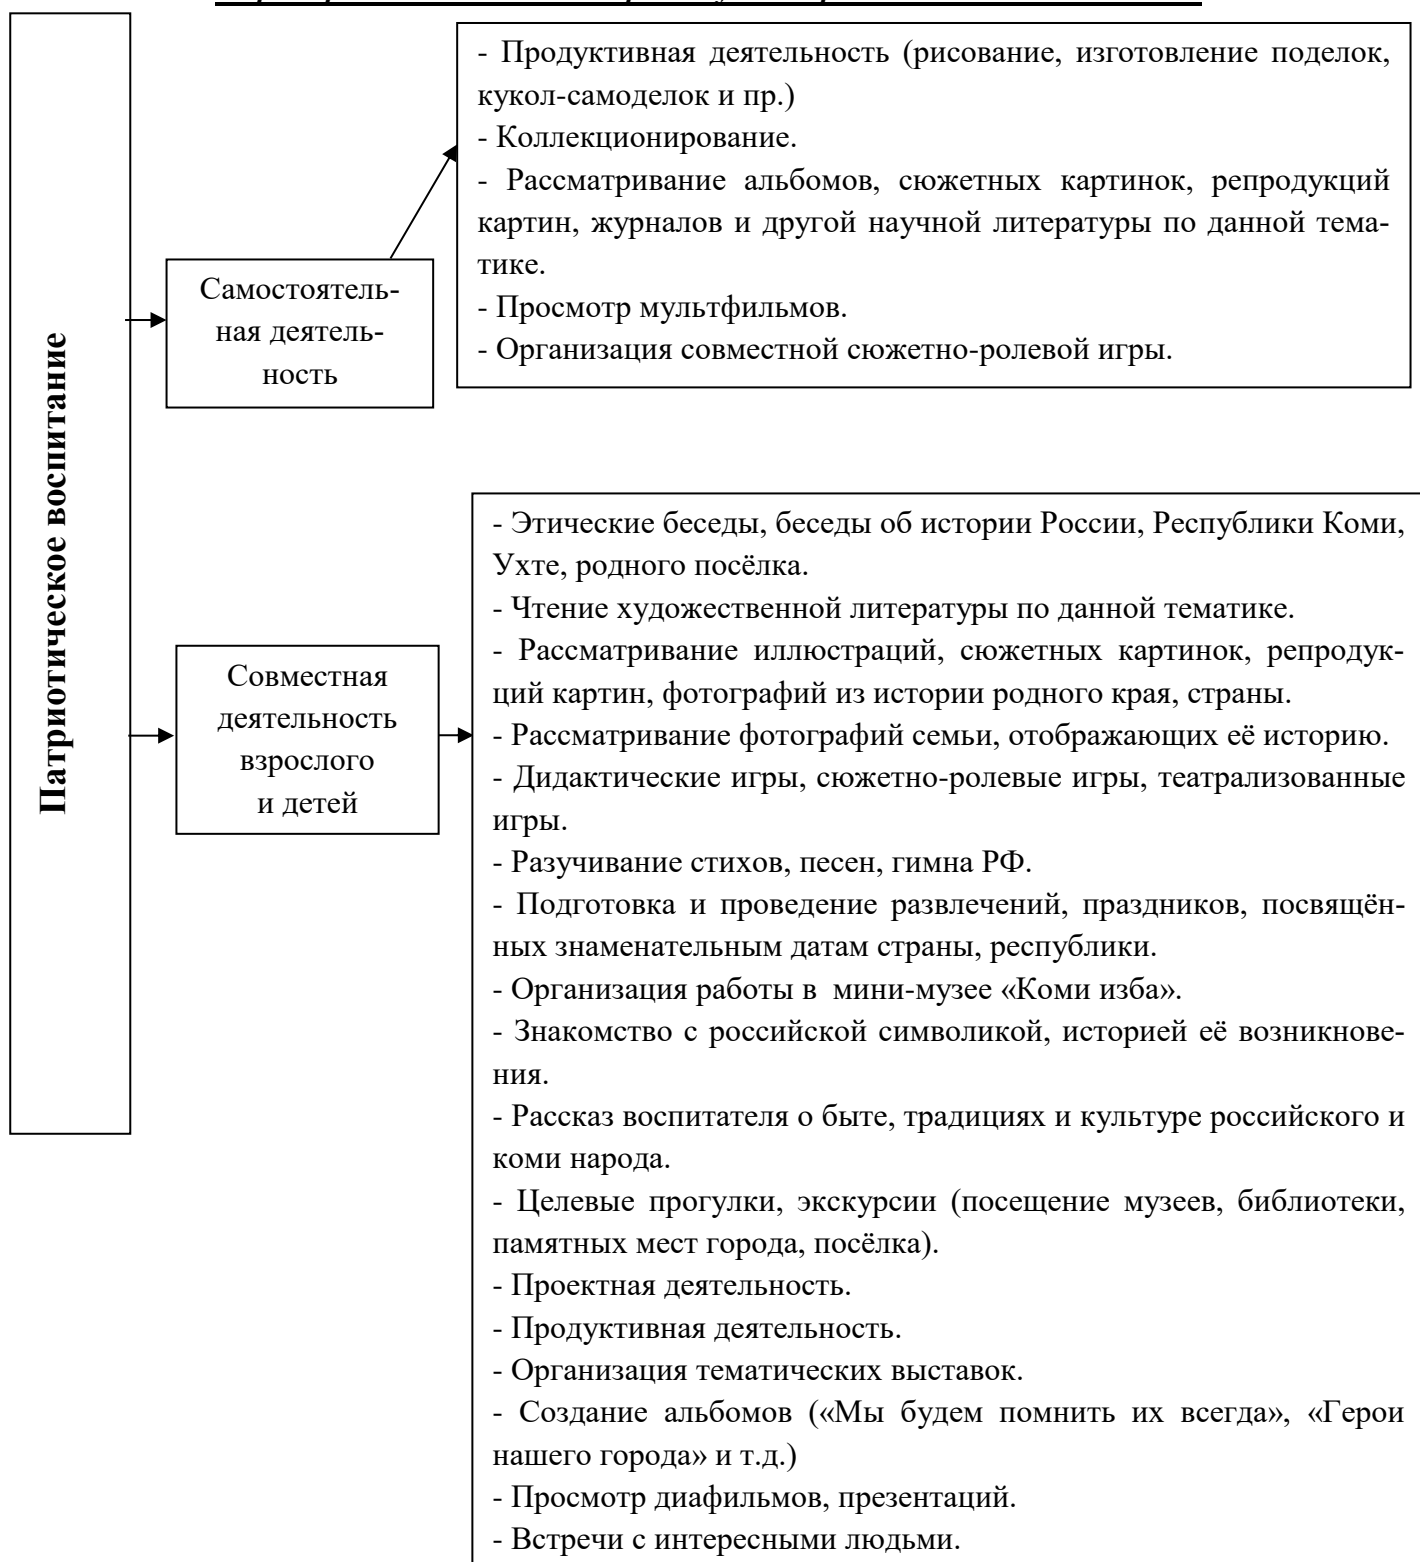 Патриотическое воспитание
Самостоятель-
ная деятель-
ность
- Продуктивная деятельность (рисование, изготовление поделок,
кукол-самоделок и пр.)
- Коллекционирование.
- Рассматривание альбомов, сюжетных картинок, репродукций
картин, журналов и другой научной литературы по данной тема-
тике.
- Просмотр мультфильмов.
- Организация совместной сюжетно-ролевой игры.
Совместная
деятельность
взрослого
и детей
- Этические беседы, беседы об истории России, Республики Коми,
Ухте, родного посёлка.
- Чтение художественной литературы по данной тематике.
- Рассматривание иллюстраций, сюжетных картинок, репродук-
ций картин, фотографий из истории родного края, страны.
- Рассматривание фотографий семьи, отображающих её историю.
- Дидактические игры, сюжетно-ролевые игры, театрализованные
игры.
- Разучивание стихов, песен, гимна РФ.
- Подготовка и проведение развлечений, праздников, посвящён-
ных знаменательным датам страны, республики.
- Организация работы в мини-музее «Коми изба».
- Знакомство с российской символикой, историей её возникнове-
ния.
- Рассказ воспитателя о быте, традициях и культуре российского и
коми народа.
- Целевые прогулки, экскурсии (посещение музеев, библиотеки,
памятных мест города, посёлка).
- Проектная деятельность.
- Продуктивная деятельность.
- Организация тематических выставок.
- Создание альбомов («Мы будем помнить их всегда», «Герои
нашего города» и т.д.)
- Просмотр диафильмов, презентаций.
- Встречи с интересными людьми.